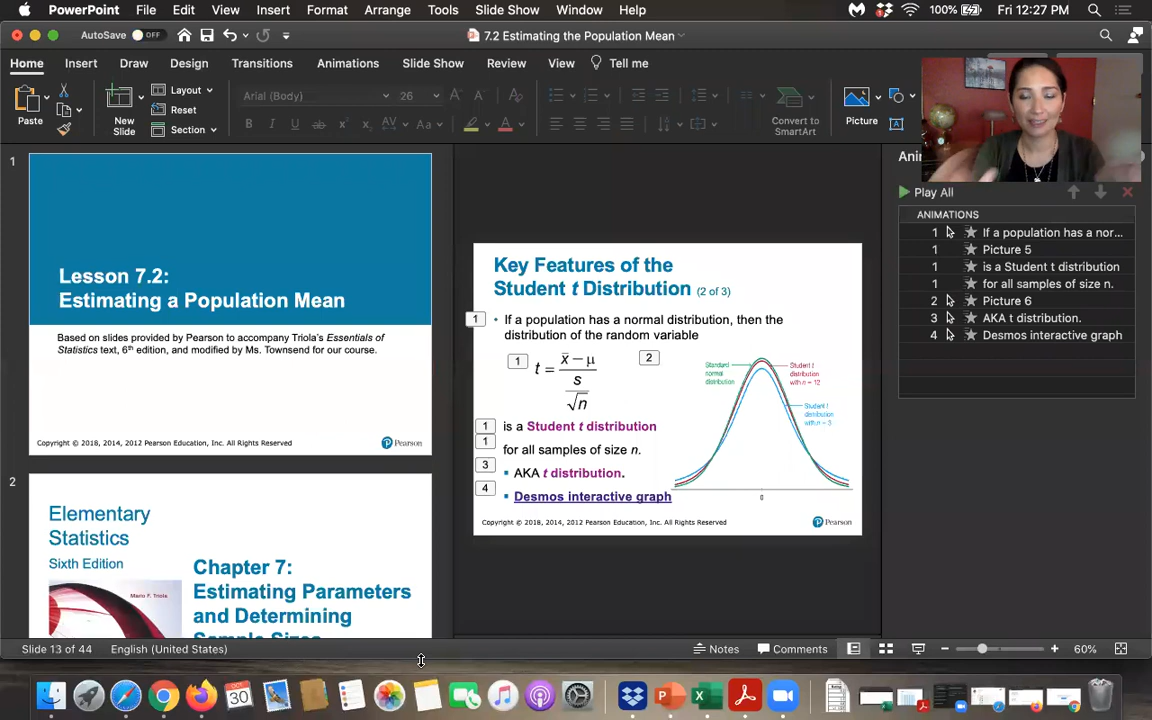 PowerPoint File Edit View Insert Format Arrange Tools Slide Show Window Help 100% Fri 12:27 PM
AutoSave OFF 7.2 Estimating the Population Mean
Home Insert Draw Design Transitions Animations Slide Show Review View Tell me
Paste New Slide Layout Reset Section Arial (Body) 26 Convert to SmartArt Picture
Play All
ANIMATIONS
1 If a population has a nor...
1 Picture 5
1 is a Student t distribution
1 for all samples of size n.
2 Picture 6
3 AKA t distribution.
4 Desmos interactive graph
1
Lesson 7.2:
Estimating a Population Mean
Based on slides provided by Pearson to accompany Triola's Essentials of
Statistics text, 6th edition, and modified by Ms. Townsend for our course.
Copyright © 2018, 2014, 2012 Pearson Education, Inc. All Rights Reserved Pearson
2
Elementary
Statistics
Sixth Edition
Mario F. Triola
Chapter 7:
Estimating Parameters
and Determining
Sample Sizes
Key Features of the
Student t Distribution (2 of 3)
1 • If a population has a normal distribution, then the
distribution of the random variable
1 t = x̄ − μ / s / √n
2
Standard normal distribution
Student t distribution with n = 12
Student t distribution with n = 3
0
1 is a Student t distribution
1 for all samples of size n.
3 ▪ AKA t distribution.
4 ▪ Desmos interactive graph
Copyright © 2018, 2014, 2012 Pearson Education, Inc. All Rights Reserved Pearson
Slide 13 of 44 English (United States) Notes Comments 60%
OCT
30